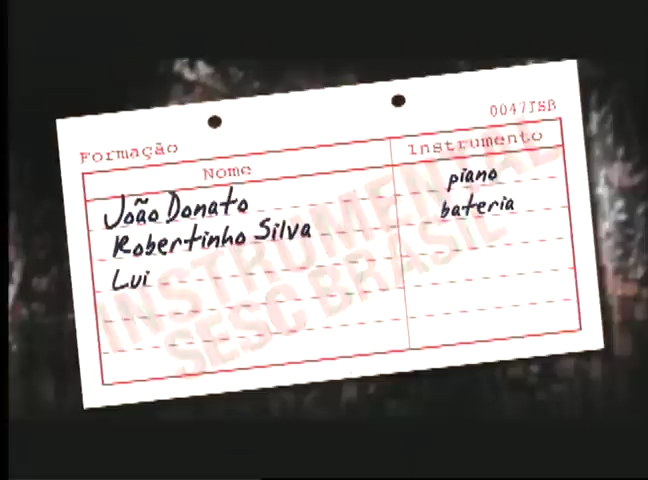 0047ISB
Formação
Nome Instrumento
João Donato piano
Robertinho Silva bateria
Lui
INSTRUMENTAL
SESC BRASIL